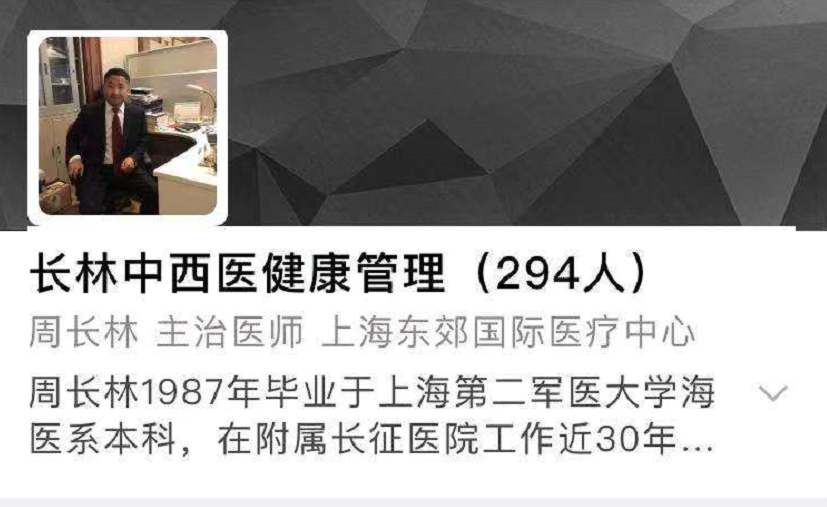 长林中西医健康管理（294人）
周长林 主治医师 上海东郊国际医疗中心
周长林1987年毕业于上海第二军医大学海
医系本科，在附属长征医院工作近30年...